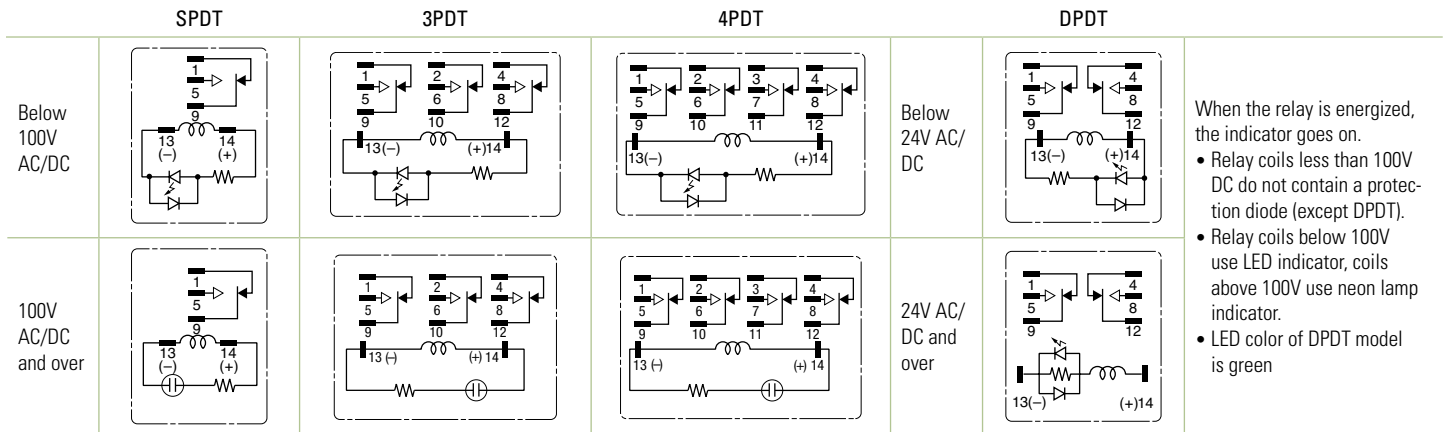 SPDT 3PDT 4PDT DPDT
Below
100V
AC/DC
1
5
9
13 14
(–) (+)
1 2 4
5 6 8
9 10 12
13(–) (+)14
1 2 3 4
5 6 7 8
9 10 11 12
13(–) (+)14
Below
24V AC/
DC
1 4
5 8
9 12
13(–) (+)14
100V
AC/DC
and over
1
5
9
13 14
(–) (+)
1 2 4
5 6 8
9 10 12
13 (–) (+) 14
1 2 3 4
5 6 7 8
9 10 11 12
13 (–) (+) 14
24V AC/
DC and
over
1 4
5 8
9 12
13(–) (+)14
When the relay is energized,
the indicator goes on.
• Relay coils less than 100V
DC do not contain a protec-
tion diode (except DPDT).
• Relay coils below 100V
use LED indicator, coils
above 100V use neon lamp
indicator.
• LED color of DPDT model
is green